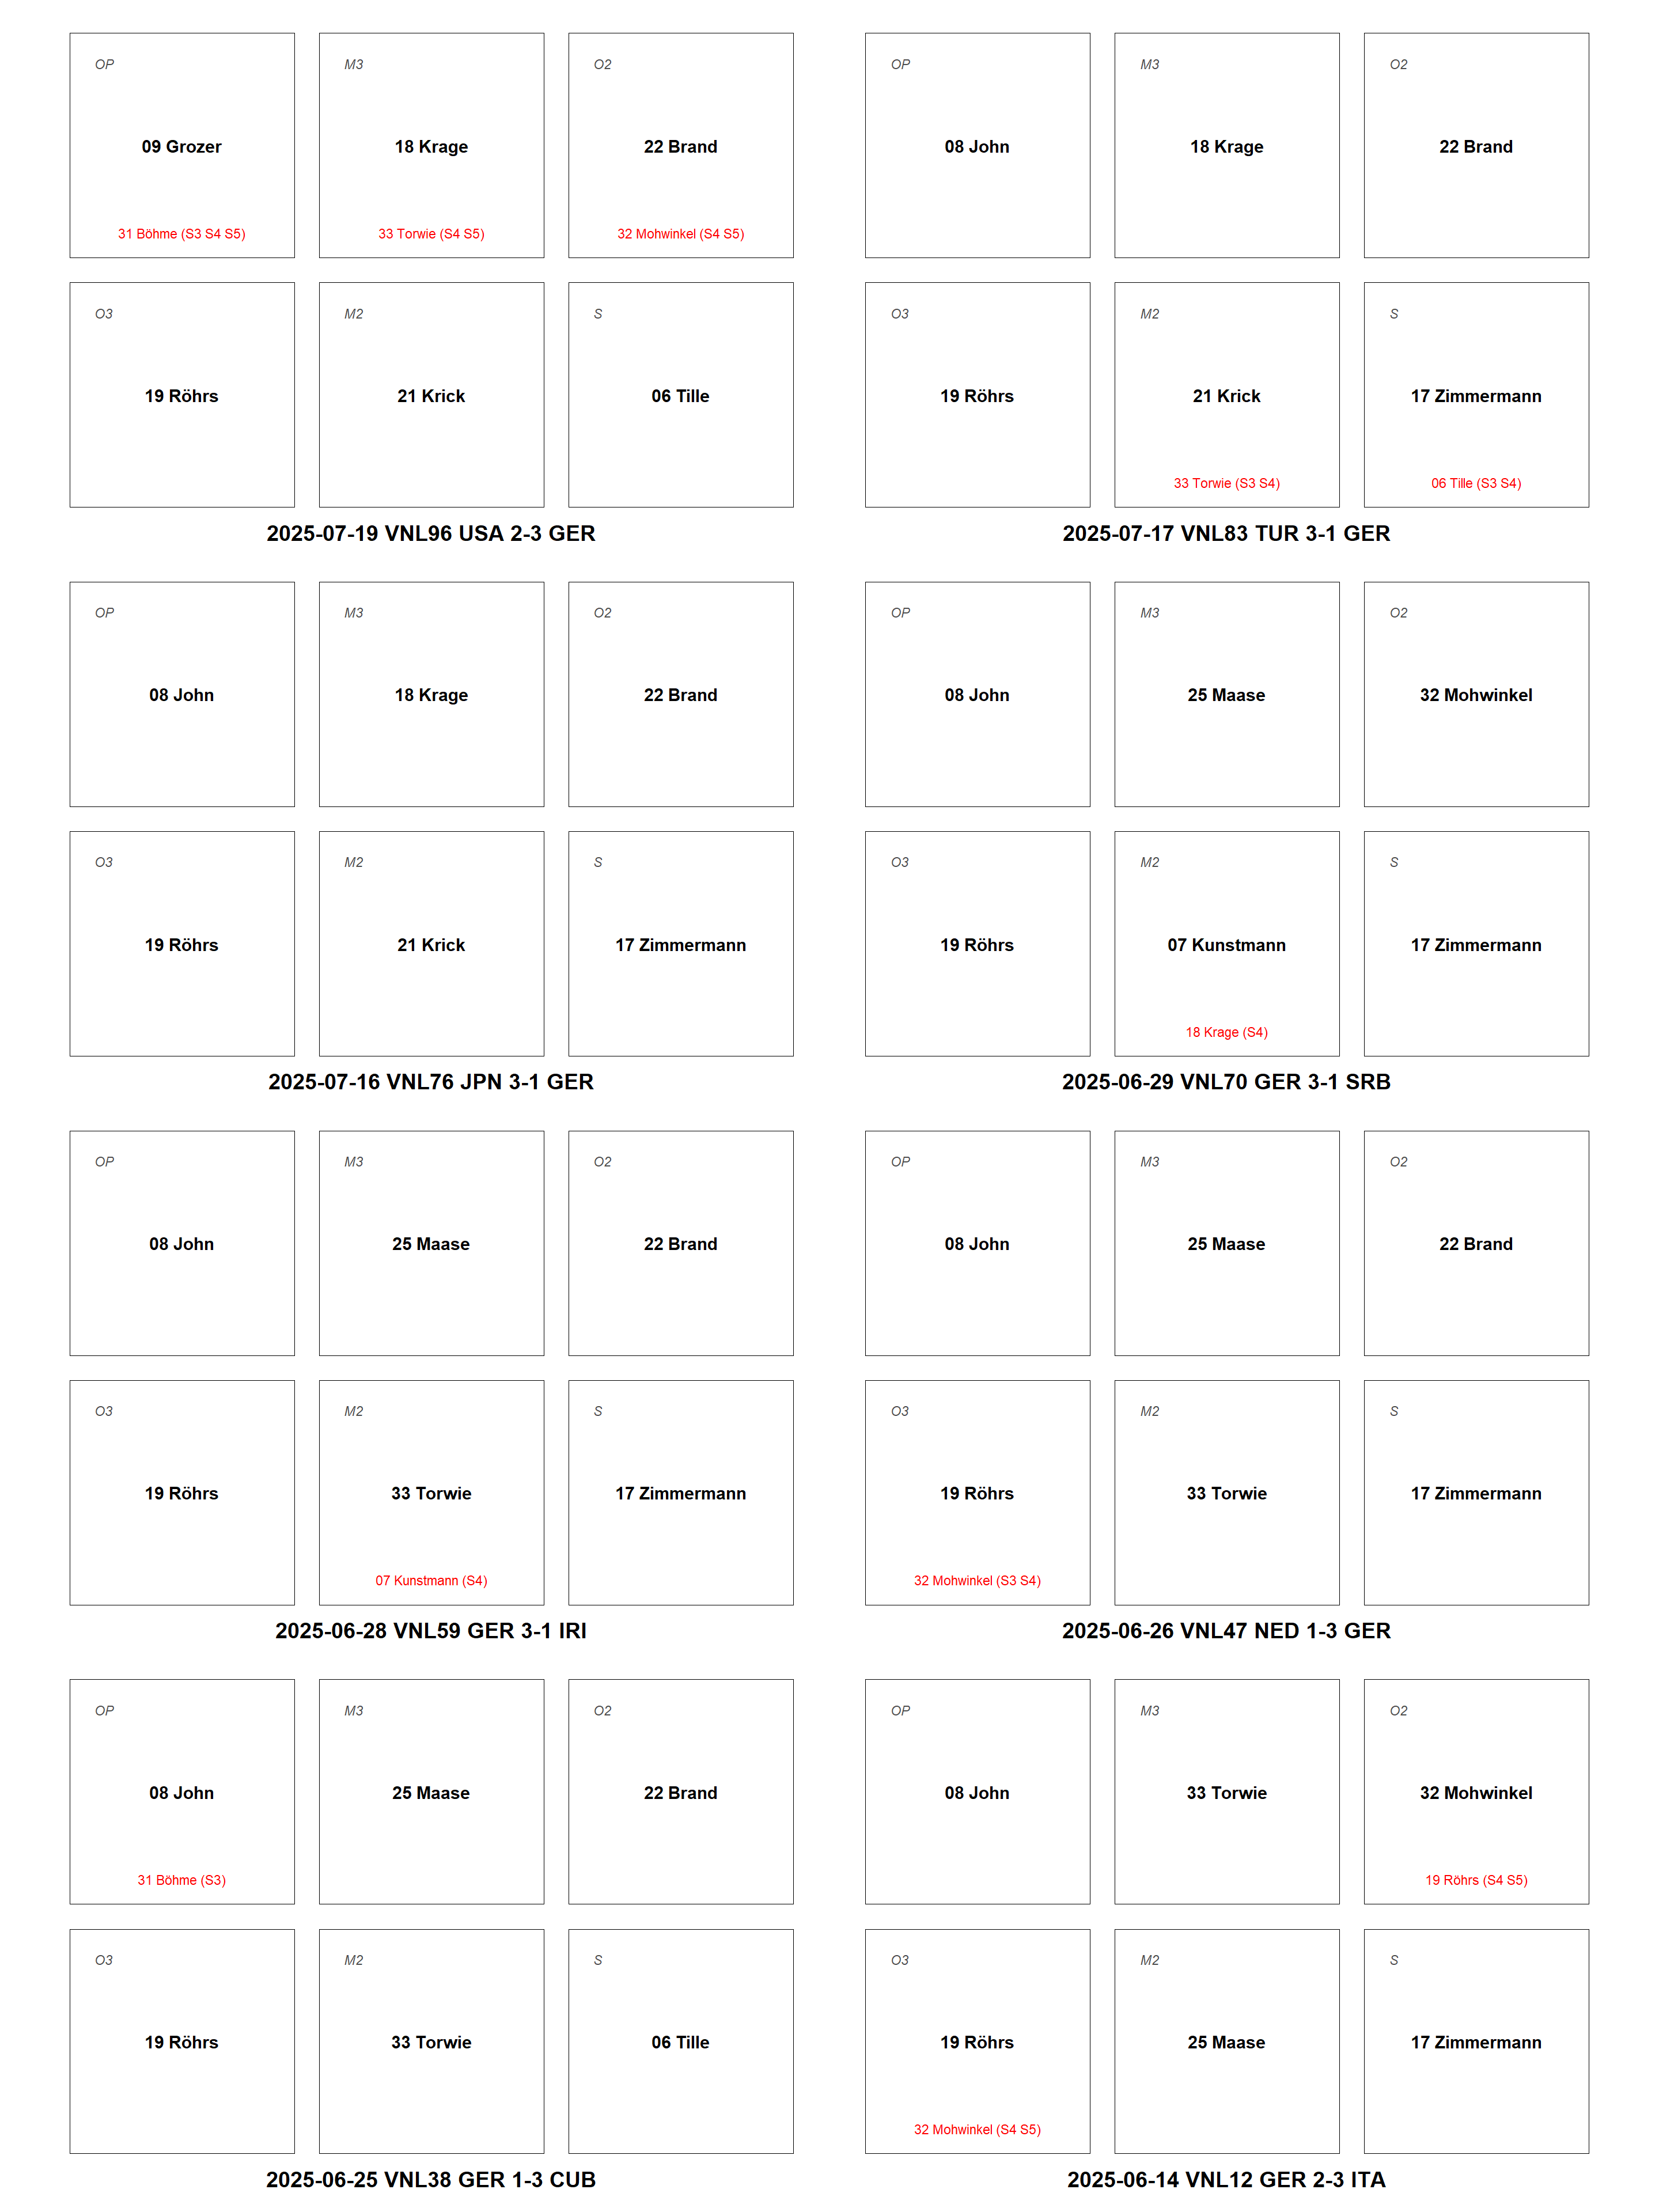 OP
M3
O2
09 Grozer
18 Krage
22 Brand
31 Böhme (S3 S4 S5)
33 Torwie (S4 S5)
32 Mohwinkel (S4 S5)
O3
M2
S
19 Röhrs
21 Krick
06 Tille
2025-07-19 VNL96 USA 2-3 GER
OP
M3
O2
08 John
18 Krage
22 Brand
O3
M2
S
19 Röhrs
21 Krick
17 Zimmermann
33 Torwie (S3 S4)
06 Tille (S3 S4)
2025-07-17 VNL83 TUR 3-1 GER
OP
M3
O2
08 John
18 Krage
22 Brand
O3
M2
S
19 Röhrs
21 Krick
17 Zimmermann
2025-07-16 VNL76 JPN 3-1 GER
OP
M3
O2
08 John
25 Maase
32 Mohwinkel
O3
M2
S
19 Röhrs
07 Kunstmann
17 Zimmermann
18 Krage (S4)
2025-06-29 VNL70 GER 3-1 SRB
OP
M3
O2
08 John
25 Maase
22 Brand
O3
M2
S
19 Röhrs
33 Torwie
17 Zimmermann
07 Kunstmann (S4)
2025-06-28 VNL59 GER 3-1 IRI
OP
M3
O2
08 John
25 Maase
22 Brand
O3
M2
S
19 Röhrs
33 Torwie
17 Zimmermann
32 Mohwinkel (S3 S4)
2025-06-26 VNL47 NED 1-3 GER
OP
M3
O2
08 John
25 Maase
22 Brand
31 Böhme (S3)
O3
M2
S
19 Röhrs
33 Torwie
06 Tille
2025-06-25 VNL38 GER 1-3 CUB
OP
M3
O2
08 John
33 Torwie
32 Mohwinkel
19 Röhrs (S4 S5)
O3
M2
S
19 Röhrs
25 Maase
17 Zimmermann
32 Mohwinkel (S4 S5)
2025-06-14 VNL12 GER 2-3 ITA